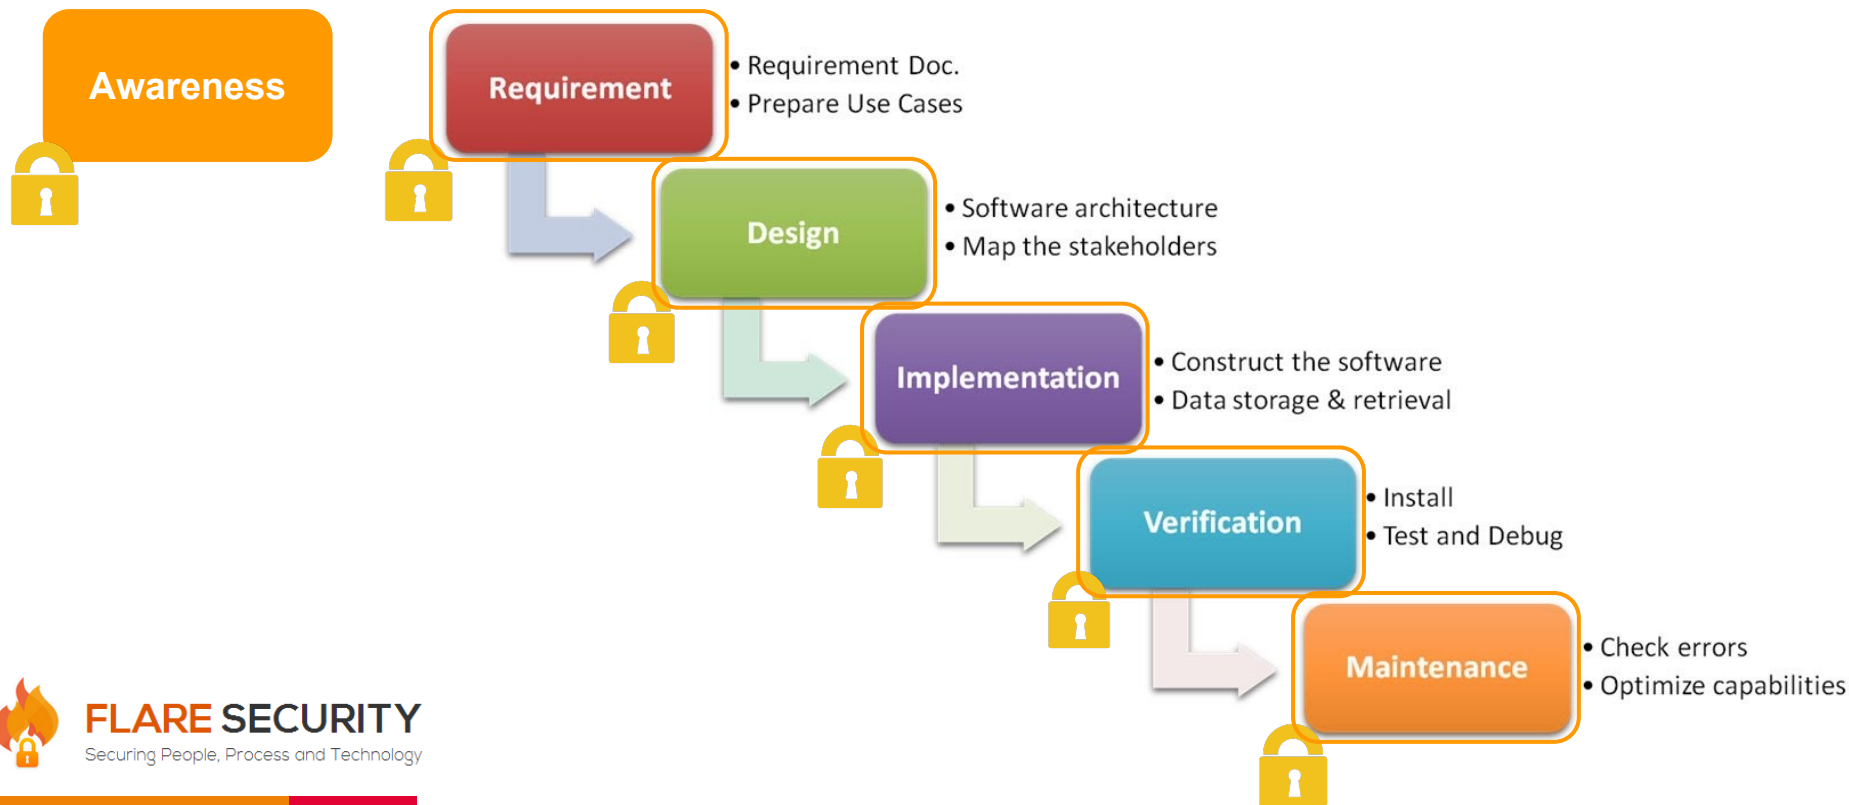 Awareness
Requirement
• Requirement Doc.
• Prepare Use Cases
Design
• Software architecture
• Map the stakeholders
Implementation
• Construct the software
• Data storage & retrieval
Verification
• Install
• Test and Debug
Maintenance
• Check errors
• Optimize capabilities
FLARE SECURITY
Securing People, Process and Technology